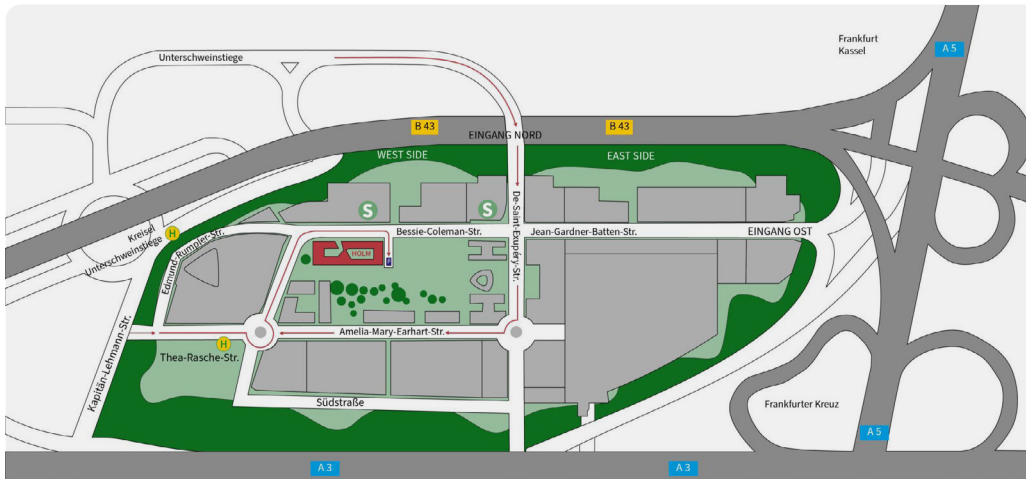 Unterschweinstiege
Frankfurt
Kassel
A 5
B 43
EINGANG NORD
B 43
WEST SIDE
EAST SIDE
S
S
De-Saint-Exupéry-Str.
Kreisel
Unterschweinstiege
H
Edmund-Rumpler-Str.
Bessie-Coleman-Str.
Jean-Gardner-Batten-Str.
EINGANG OST
HOLM
P
Kapitän-Lehmann-Str.
Amelia-Mary-Earhart-Str.
H
Thea-Rasche-Str.
Südstraße
Frankfurter Kreuz
A 5
A 3
A 3